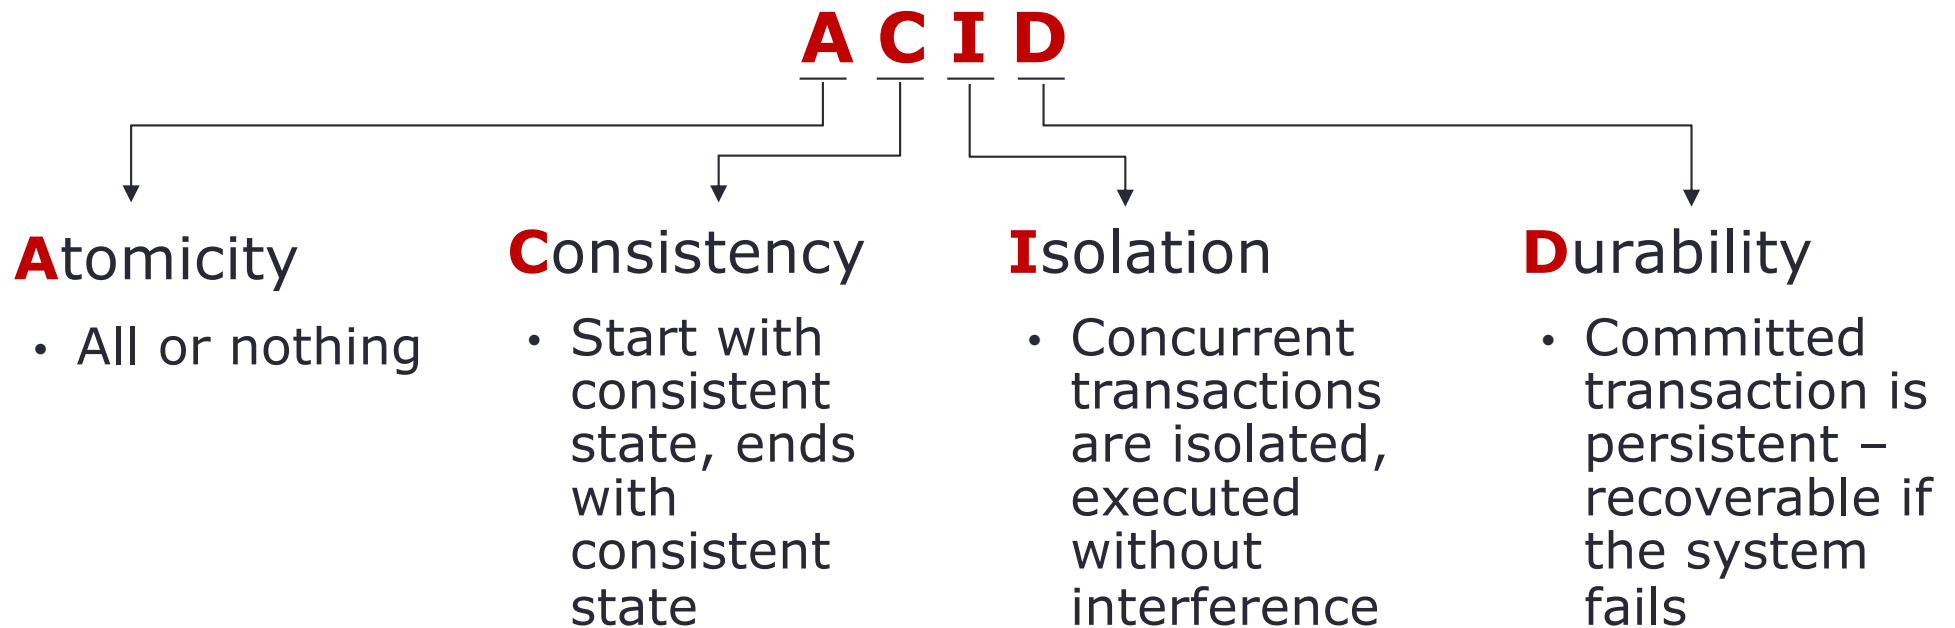 A C I D
Atomicity
• All or nothing
Consistency
• Start with
consistent
state, ends
with
consistent
state
Isolation
• Concurrent
transactions
are isolated,
executed
without
interference
Durability
• Committed
transaction is
persistent –
recoverable if
the system
fails